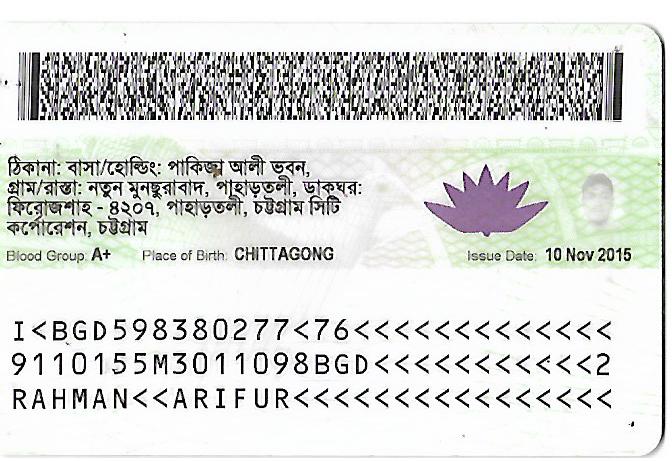 ঠিকানা: বাসা/হোল্ডিং: পাকিজা আলী ভবন,
গ্রাম/রাস্তা: নতুন মুনছুরাবাদ, পাহাড়তলী, ডাকঘর:
ফিরোজশাহ - ৪২০৭, পাহাড়তলী, চট্টগ্রাম সিটি
কর্পোরেশন, চট্টগ্রাম
Blood Group: A+ Place of Birth: CHITTAGONG Issue Date: 10 Nov 2015
I<BGD598380277<76<<<<<<<<<<<<<
9110155M3011098BGD<<<<<<<<<<<2
RAHMAN<<ARIFUR<<<<<<<<<<<<<<<<